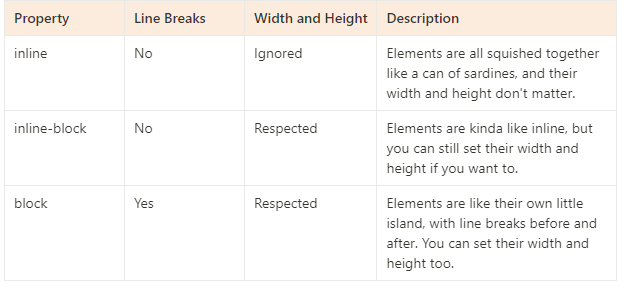 Property Line Breaks Width and Height Description
inline No Ignored Elements are all squished together
like a can of sardines, and their
width and height don't matter.
inline-block No Respected Elements are kinda like inline, but
you can still set their width and
height if you want to.
block Yes Respected Elements are like their own little
island, with line breaks before and
after. You can set their width and
height too.